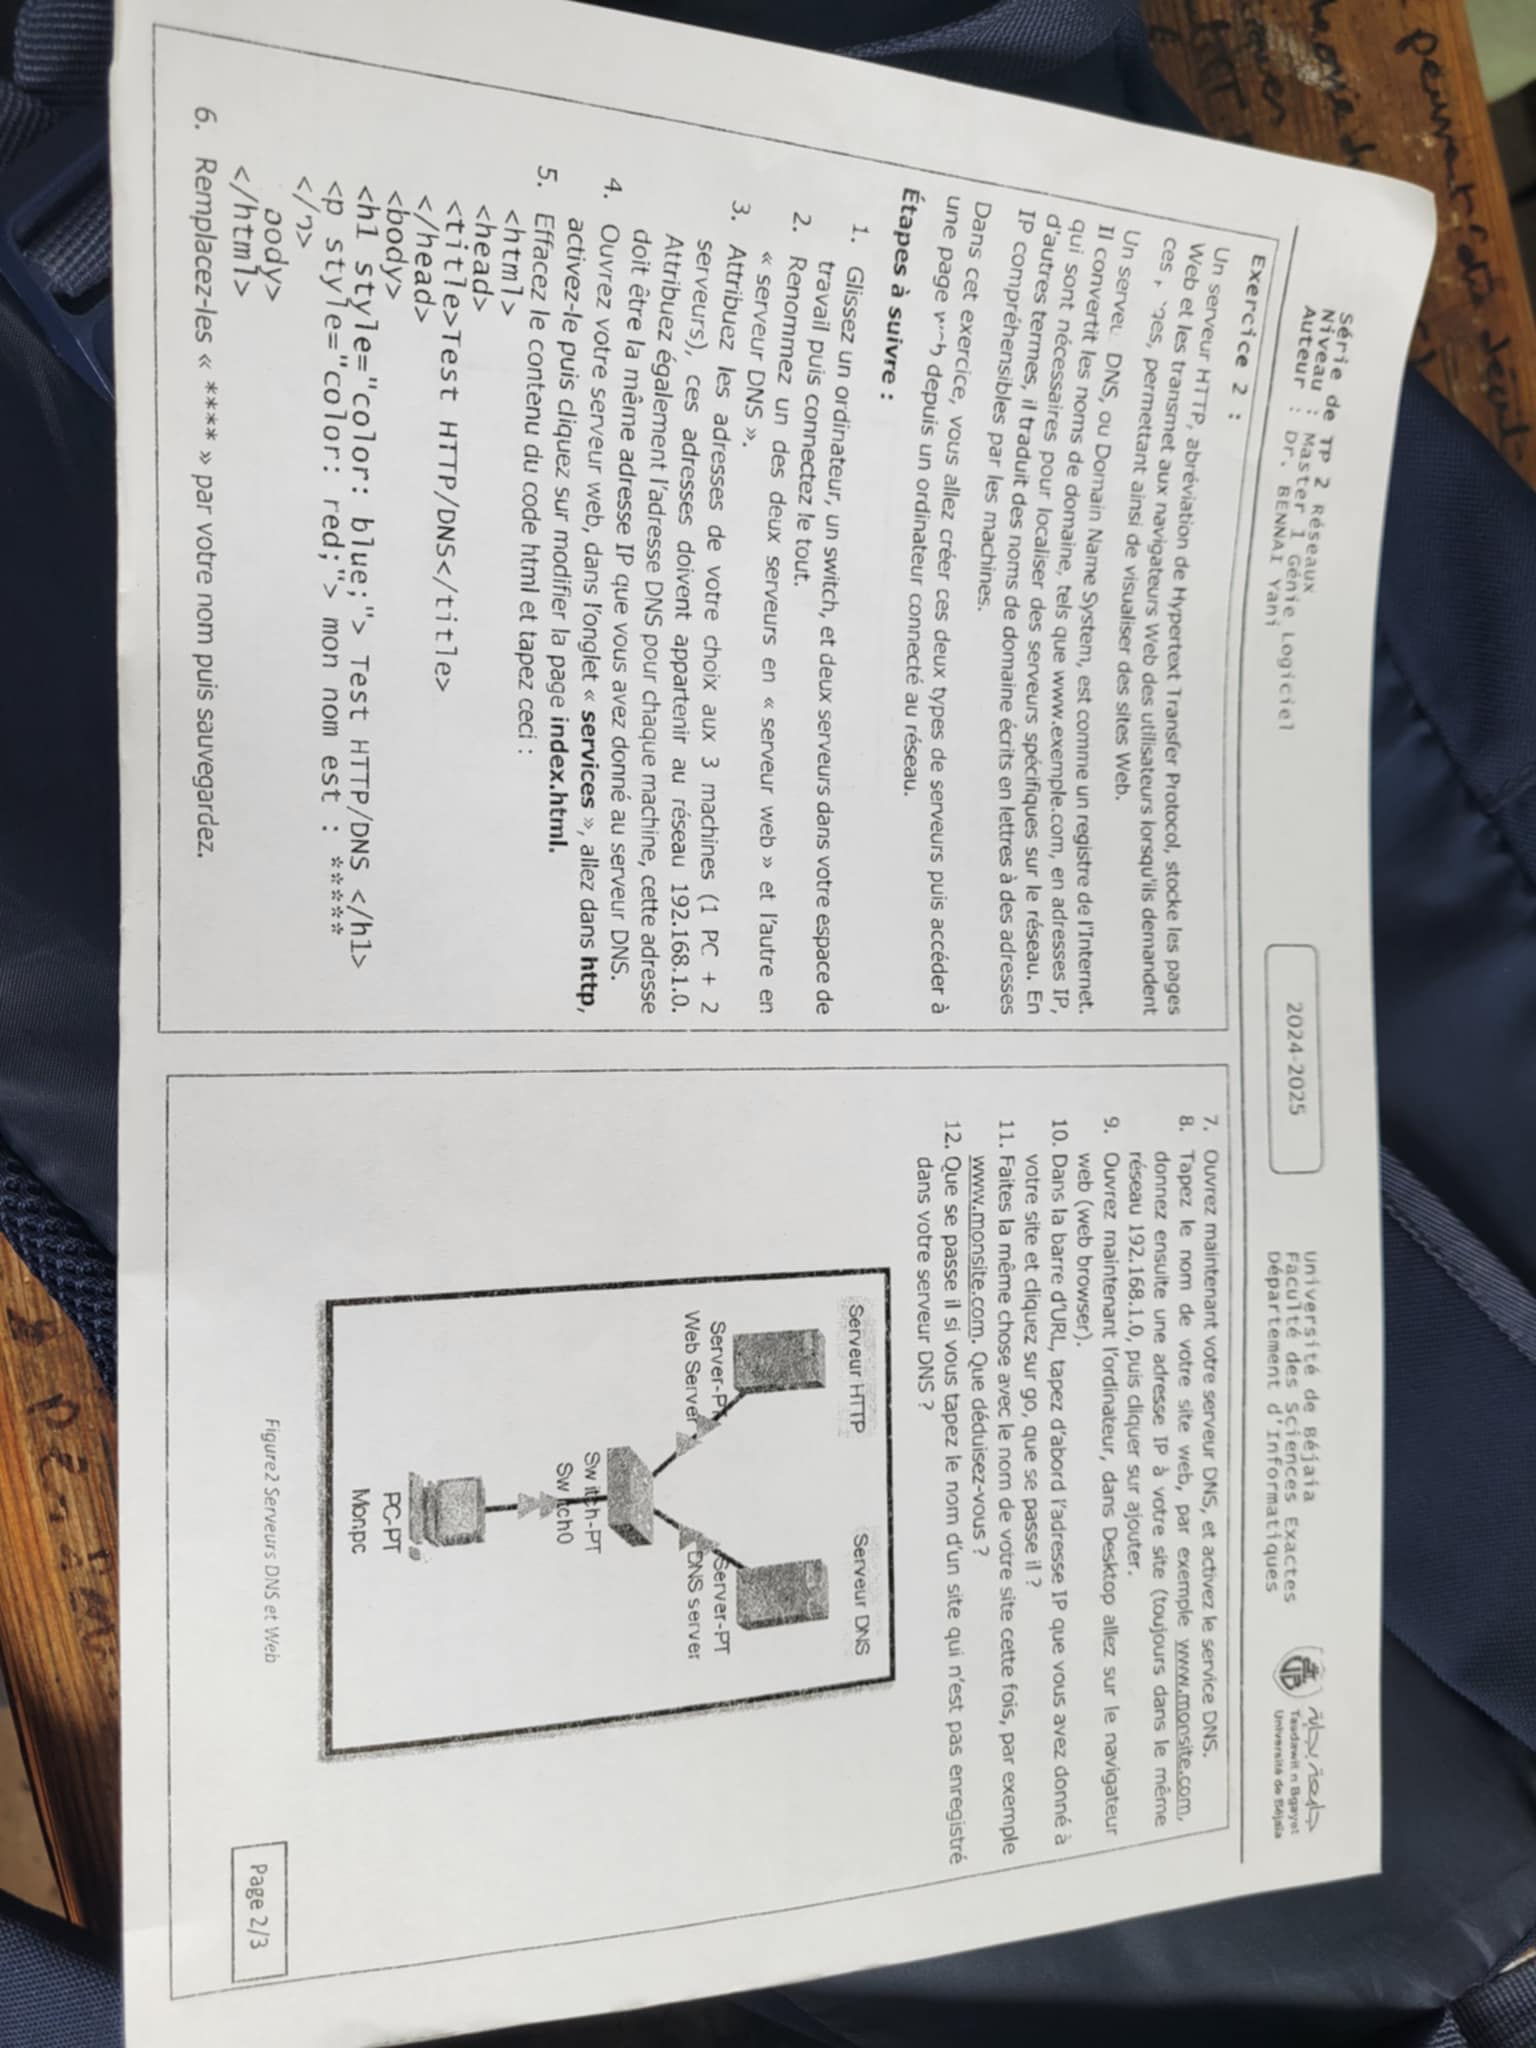 Série de TP 2 Réseaux
Niveau : Master 1 Génie Logiciel
Auteur : Dr. BENNAI Yani
2024-2025
Université de Béjaia
Faculté des Sciences Exactes
Département d'Informatiques
جامعة بجاية
Tasdawit n Bgayet
Université de Béjaïa
Exercice 2 :
Un serveur HTTP, abréviation de Hypertext Transfer Protocol, stocke les pages
Web et les transmet aux navigateurs Web des utilisateurs lorsqu'ils demandent
ces pages, permettant ainsi de visualiser des sites Web.
Un serveur DNS, ou Domain Name System, est comme un registre de l'Internet.
Il convertit les noms de domaine, tels que www.exemple.com, en adresses IP,
qui sont nécessaires pour localiser des serveurs spécifiques sur le réseau. En
d'autres termes, il traduit des noms de domaine écrits en lettres à des adresses
IP compréhensibles par les machines.
Dans cet exercice, vous allez créer ces deux types de serveurs puis accéder à
une page web depuis un ordinateur connecté au réseau.
Étapes à suivre :
1. Glissez un ordinateur, un switch, et deux serveurs dans votre espace de
travail puis connectez le tout.
2. Renommez un des deux serveurs en « serveur web » et l'autre en
« serveur DNS ».
3. Attribuez les adresses de votre choix aux 3 machines (1 PC + 2
serveurs), ces adresses doivent appartenir au réseau 192.168.1.0.
Attribuez également l'adresse DNS pour chaque machine, cette adresse
doit être la même adresse IP que vous avez donné au serveur DNS.
4. Ouvrez votre serveur web, dans l'onglet « services », allez dans http,
activez-le puis cliquez sur modifier la page index.html.
5. Effacez le contenu du code html et tapez ceci :
<html>
<head>
<title>Test HTTP/DNS</title>
</head>
<body>
<h1 style="color: blue;"> Test HTTP/DNS </h1>
<p style="color: red;"> mon nom est : *****
</p>
body>
</html>
6. Remplacez-les « **** » par votre nom puis sauvegardez.
7. Ouvrez maintenant votre serveur DNS, et activez le service DNS.
8. Tapez le nom de votre site web, par exemple www.monsite.com,
donnez ensuite une adresse IP à votre site (toujours dans le même
réseau 192.168.1.0, puis cliquer sur ajouter.
9. Ouvrez maintenant l'ordinateur, dans Desktop allez sur le navigateur
web (web browser).
10. Dans la barre d'URL, tapez d'abord l'adresse IP que vous avez donné à
votre site et cliquez sur go, que se passe il ?
11. Faites la même chose avec le nom de votre site cette fois, par exemple
www.monsite.com. Que déduisez-vous ?
12. Que se passe il si vous tapez le nom d'un site qui n'est pas enregistré
dans votre serveur DNS ?
Serveur HTTP
Serveur DNS
Server-PT
Web Server
Server-PT
DNS server
Switch-PT
Switch0
PC-PT
Monpc
Figure2 Serveurs DNS et Web
Page 2/3